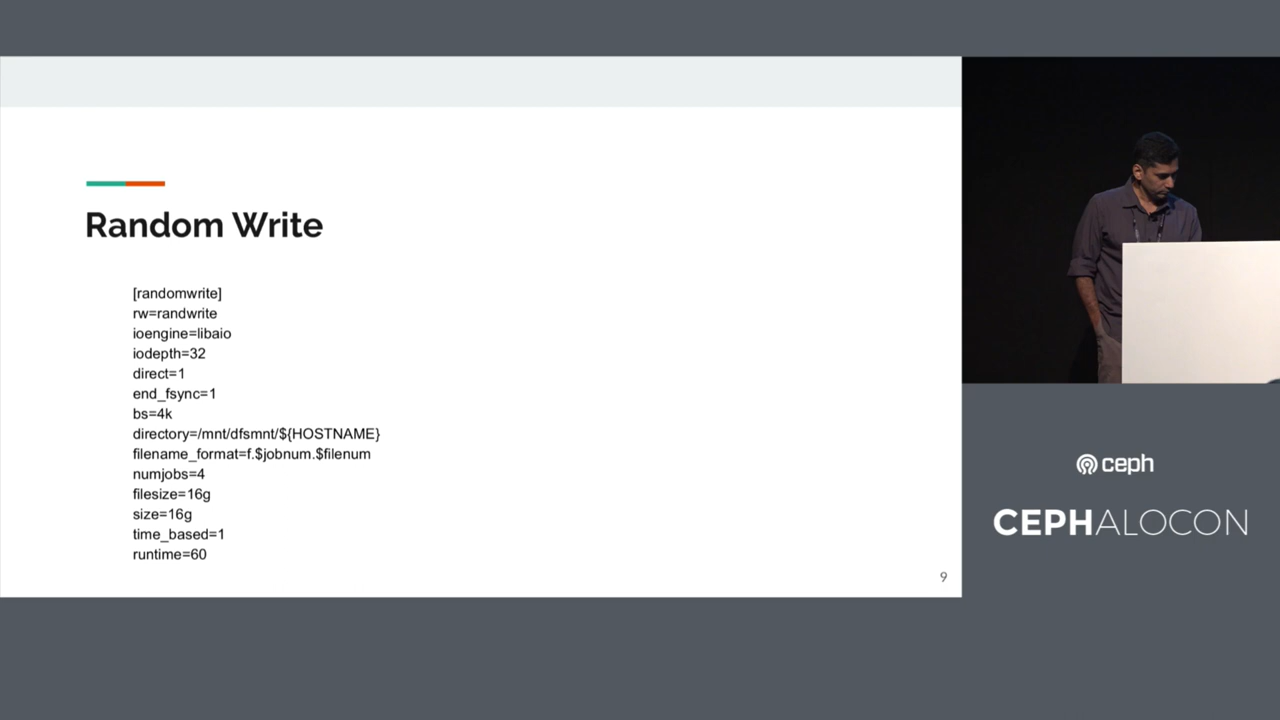 Random Write
[randomwrite]
rw=randwrite
ioengine=libaio
iodepth=32
direct=1
end_fsync=1
bs=4k
directory=/mnt/dfsmnt/${HOSTNAME}
filename_format=f.$jobnum.$filenum
numjobs=4
filesize=16g
size=16g
time_based=1
runtime=60
9
ceph
CEPHALOCON